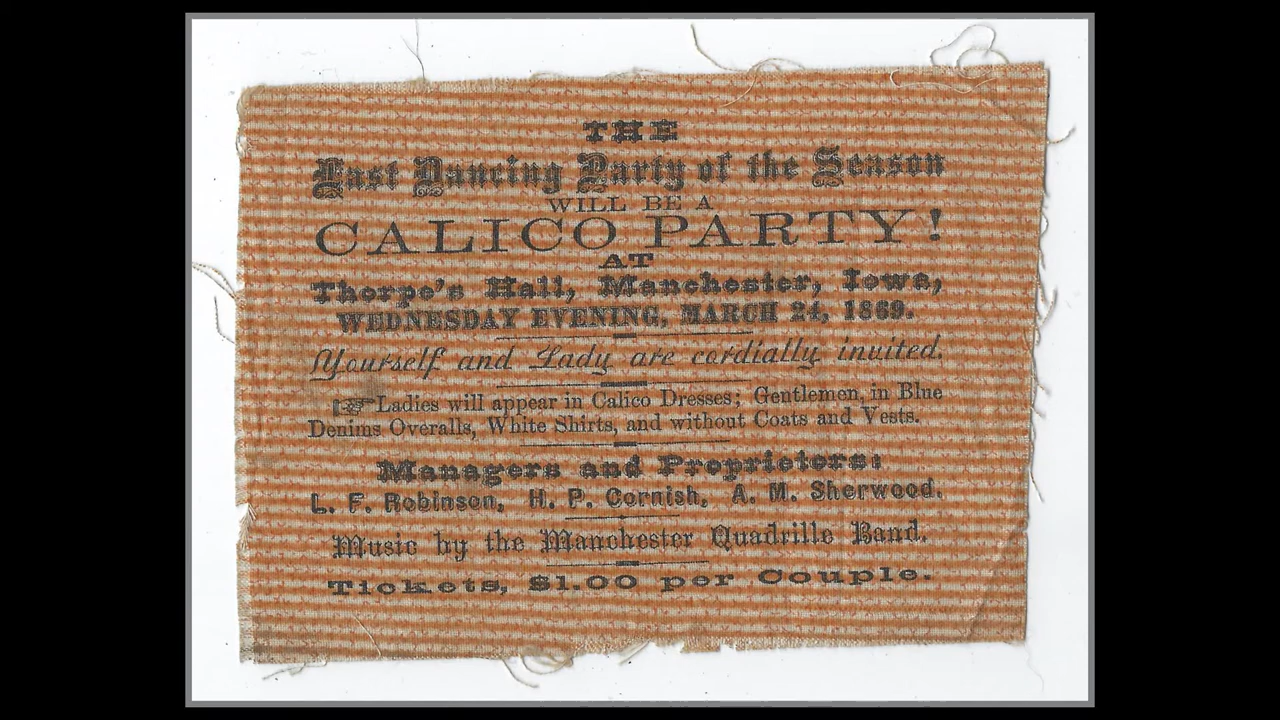 THE
Last Dancing Party of the Season
WILL BE A
CALICO PARTY!
AT
Thorpe's Hall, Manchester, Iowa,
WEDNESDAY EVENING, MARCH 24, 1869.
Yourself and Lady are cordially invited.
☞Ladies will appear in Calico Dresses; Gentlemen, in Blue
Denims Overalls, White Shirts, and without Coats and Vests.
Managers and Proprietors:
L. F. Robinson, H. P. Cornish, A. M. Sherwood.
Music by the Manchester Quadrille Band.
Tickets, $1.00 per Couple.